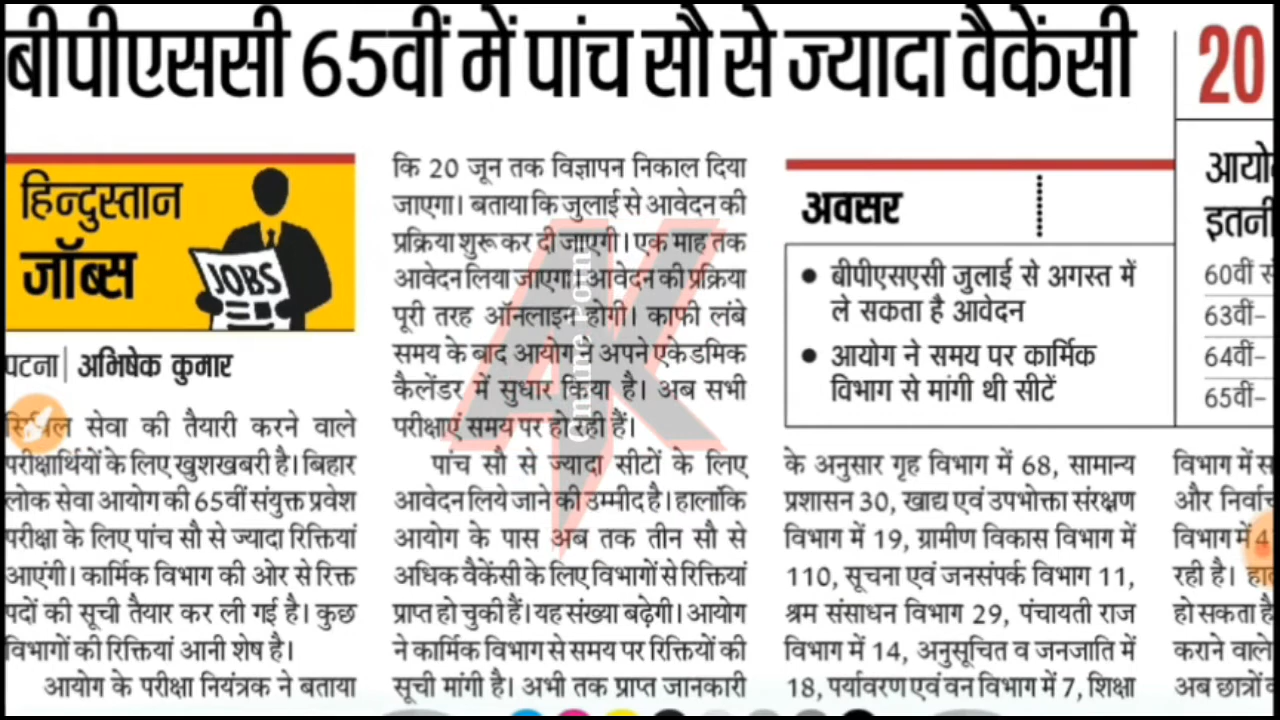 बीपीएससी 65वीं में पांच सौ से ज्यादा वैकेंसी
हिन्दुस्तान
जॉब्स
JOBS
पटना| अभिषेक कुमार
सेवा की तैयारी करने वाले
परीक्षार्थियों के लिए खुशखबरी है। बिहार
लोक सेवा आयोग की 65वीं संयुक्त प्रवेश
परीक्षा के लिए पांच सौ से ज्यादा रिक्तियां
आएंगी। कार्मिक विभाग की ओर से रिक्त
पदों की सूची तैयार कर ली गई है। कुछ
विभागों की रिक्तियां आनी शेष है।
आयोग के परीक्षा नियंत्रक ने बताया
कि 20 जून तक विज्ञापन निकाल दिया
जाएगा। बताया कि जुलाई से आवेदन की
प्रक्रिया शुरू कर दी जाएगी। एक माह तक
आवेदन लिया जाएगा। आवेदन की प्रक्रिया
पूरी तरह ऑनलाइन होगी। काफी लंबे
समय के बाद आयोग ने अपने एकेडमिक
कैलेंडर में सुधार किया है। अब सभी
परीक्षाएं समय पर हो रही हैं।
पांच सौ से ज्यादा सीटों के लिए
आवेदन लिये जाने की उम्मीद है। हालांकि
आयोग के पास अब तक तीन सौ से
अधिक वैकेंसी के लिए विभागों से रिक्तियां
प्राप्त हो चुकी हैं। यह संख्या बढ़ेगी। आयोग
ने कार्मिक विभाग से समय पर रिक्तियों की
सूची मांगी है। अभी तक प्राप्त जानकारी
अवसर
● बीपीएसएसी जुलाई से अगस्त में
ले सकता है आवेदन
● आयोग ने समय पर कार्मिक
विभाग से मांगी थी सीटें
के अनुसार गृह विभाग में 68, सामान्य
प्रशासन 30, खाद्य एवं उपभोक्ता संरक्षण
विभाग में 19, ग्रामीण विकास विभाग में
110, सूचना एवं जनसंपर्क विभाग 11,
श्रम संसाधन विभाग 29, पंचायती राज
विभाग में 14, अनुसूचित व जनजाति में
18, पर्यावरण एवं वन विभाग में 7, शिक्षा
20
इतनी
60वीं
63वीं–
64वीं–
65वीं–
विभाग में
और
विभाग में 4
रही है।
हो सकता है
कराने वाले
अब छात्रों
AK
Online